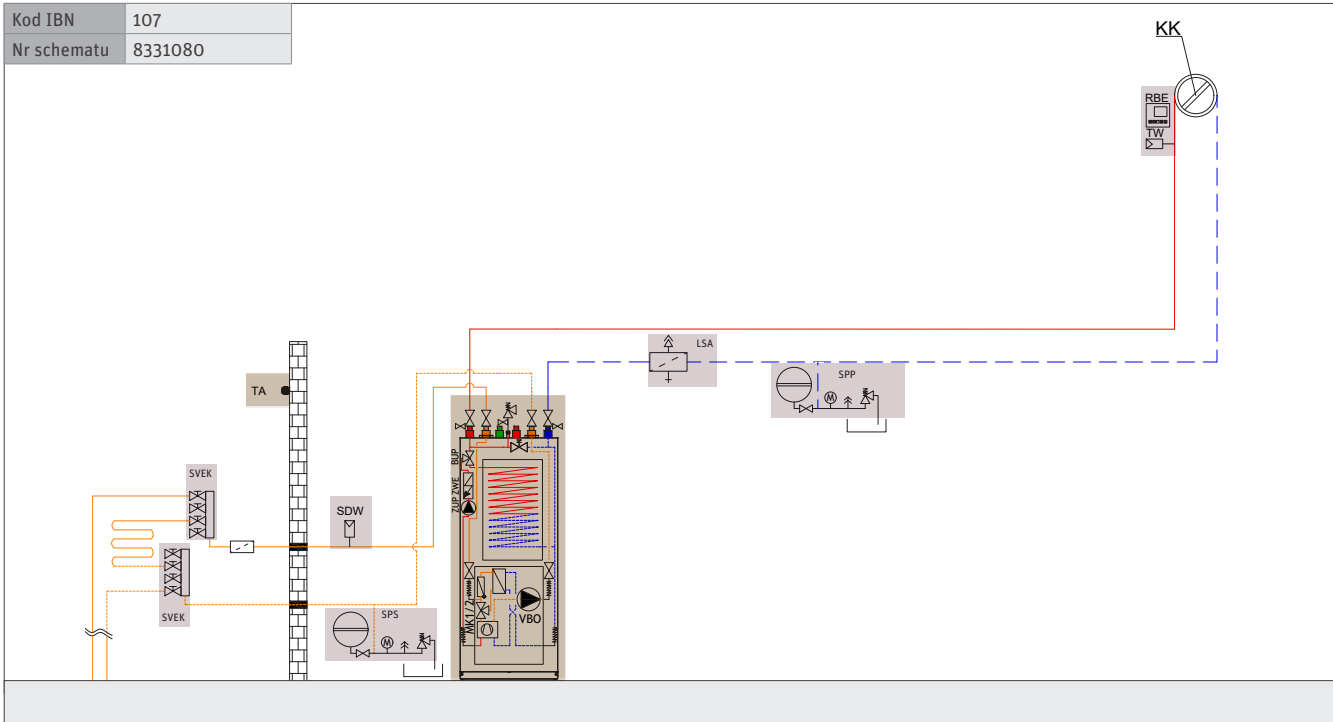 Kod IBN 107
Nr schematu 8331080
KK
RBE
TW
LSA
SPP
M
TA
BUP
ZUP ZWE
SVEK
SDW
SVEK
SPS
M
MK1/2
VBO